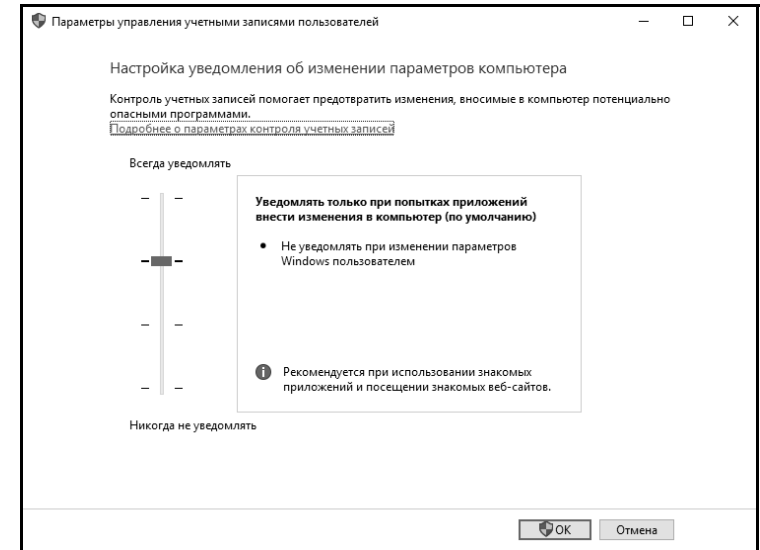 Параметры управления учетными записями пользователей
Настройка уведомления об изменении параметров компьютера
Контроль учетных записей помогает предотвратить изменения, вносимые в компьютер потенциально
опасными программами.
Подробнее о параметрах контроля учетных записей
Всегда уведомлять
Уведомлять только при попытках приложений
внести изменения в компьютер (по умолчанию)
• Не уведомлять при изменении параметров
Windows пользователем
Рекомендуется при использовании знакомых
приложений и посещении знакомых веб-сайтов.
Никогда не уведомлять
ОК
Отмена